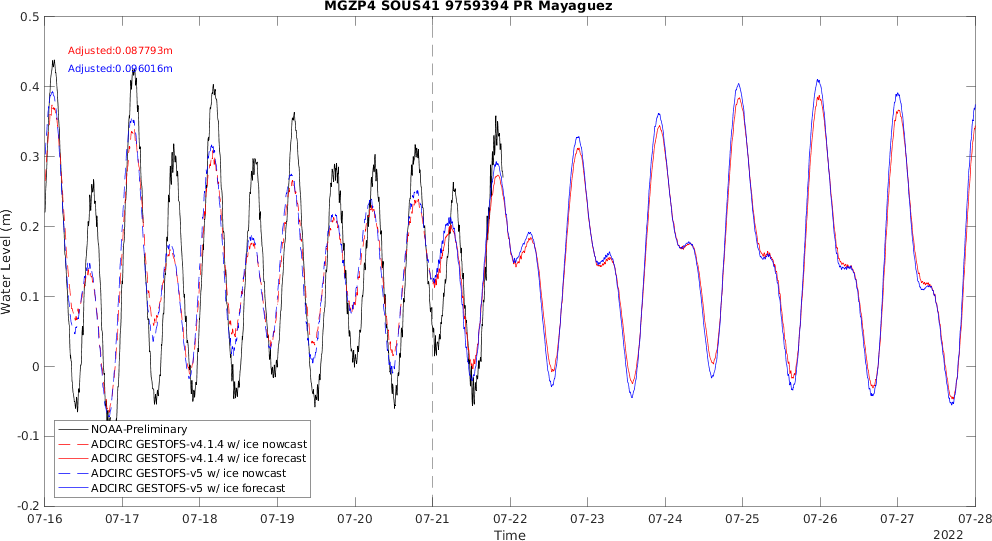 MGZP4 SOUS41 9759394 PR Mayaguez
Adjusted:0.087793m
Adjusted:0.096016m
Water Level (m)
0.5
0.4
0.3
0.2
0.1
0
-0.1
-0.2
NOAA-Preliminary
ADCIRC GESTOFS-v4.1.4 w/ ice nowcast
ADCIRC GESTOFS-v4.1.4 w/ ice forecast
ADCIRC GESTOFS-v5 w/ ice nowcast
ADCIRC GESTOFS-v5 w/ ice forecast
07-16 07-17 07-18 07-19 07-20 07-21 07-22 07-23 07-24 07-25 07-26 07-27 07-28
Time
2022